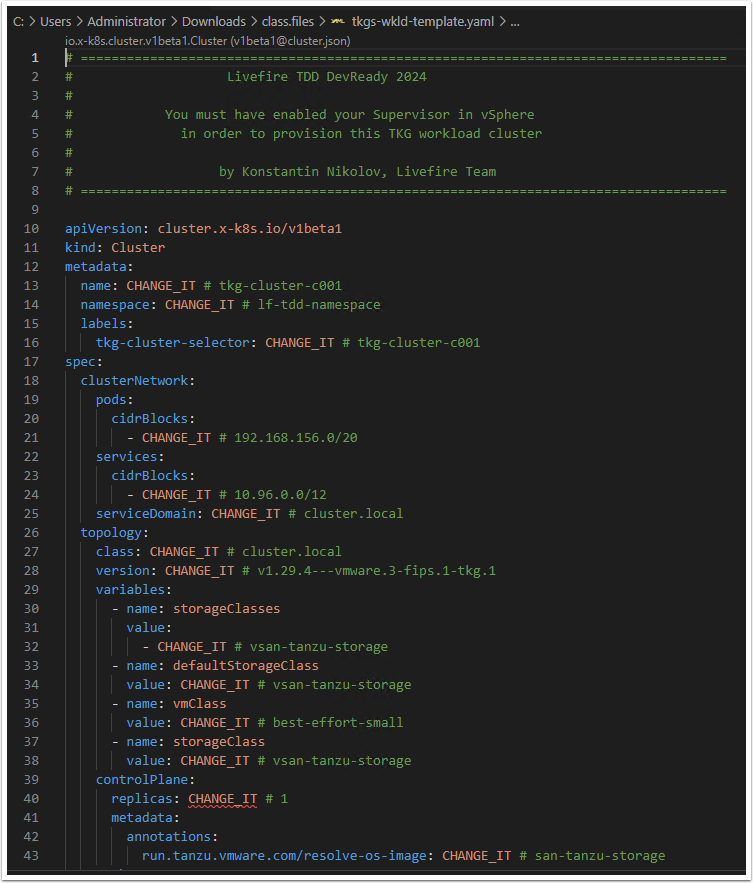 C: > Users > Administrator > Downloads > class.files > tkgs-wkld-template.yaml > ...
io.x-k8s.cluster.v1beta1.Cluster (v1beta1@cluster.json)
1 # ====================================================================================
2 # Livefire TDD DevReady 2024
3 #
4 # You must have enabled your Supervisor in vSphere
5 # in order to provision this TKG workload cluster
6 #
7 # by Konstantin Nikolov, Livefire Team
8 # ====================================================================================
9
10 apiVersion: cluster.x-k8s.io/v1beta1
11 kind: Cluster
12 metadata:
13   name: CHANGE_IT # tkg-cluster-c001
14   namespace: CHANGE_IT # lf-tdd-namespace
15   labels:
16     tkg-cluster-selector: CHANGE_IT # tkg-cluster-c001
17 spec:
18   clusterNetwork:
19     pods:
20       cidrBlocks:
21         - CHANGE_IT # 192.168.156.0/20
22     services:
23       cidrBlocks:
24         - CHANGE_IT # 10.96.0.0/12
25     serviceDomain: CHANGE_IT # cluster.local
26   topology:
27     class: CHANGE_IT # cluster.local
28     version: CHANGE_IT # v1.29.4---vmware.3-fips.1-tkg.1
29     variables:
30       - name: storageClasses
31         value:
32           - CHANGE_IT # vsan-tanzu-storage
33       - name: defaultStorageClass
34         value: CHANGE_IT # vsan-tanzu-storage
35       - name: vmClass
36         value: CHANGE_IT # best-effort-small
37       - name: storageClass
38         value: CHANGE_IT # vsan-tanzu-storage
39     controlPlane:
40       replicas: CHANGE_IT # 1
41       metadata:
42         annotations:
43           run.tanzu.vmware.com/resolve-os-image: CHANGE_IT # san-tanzu-storage